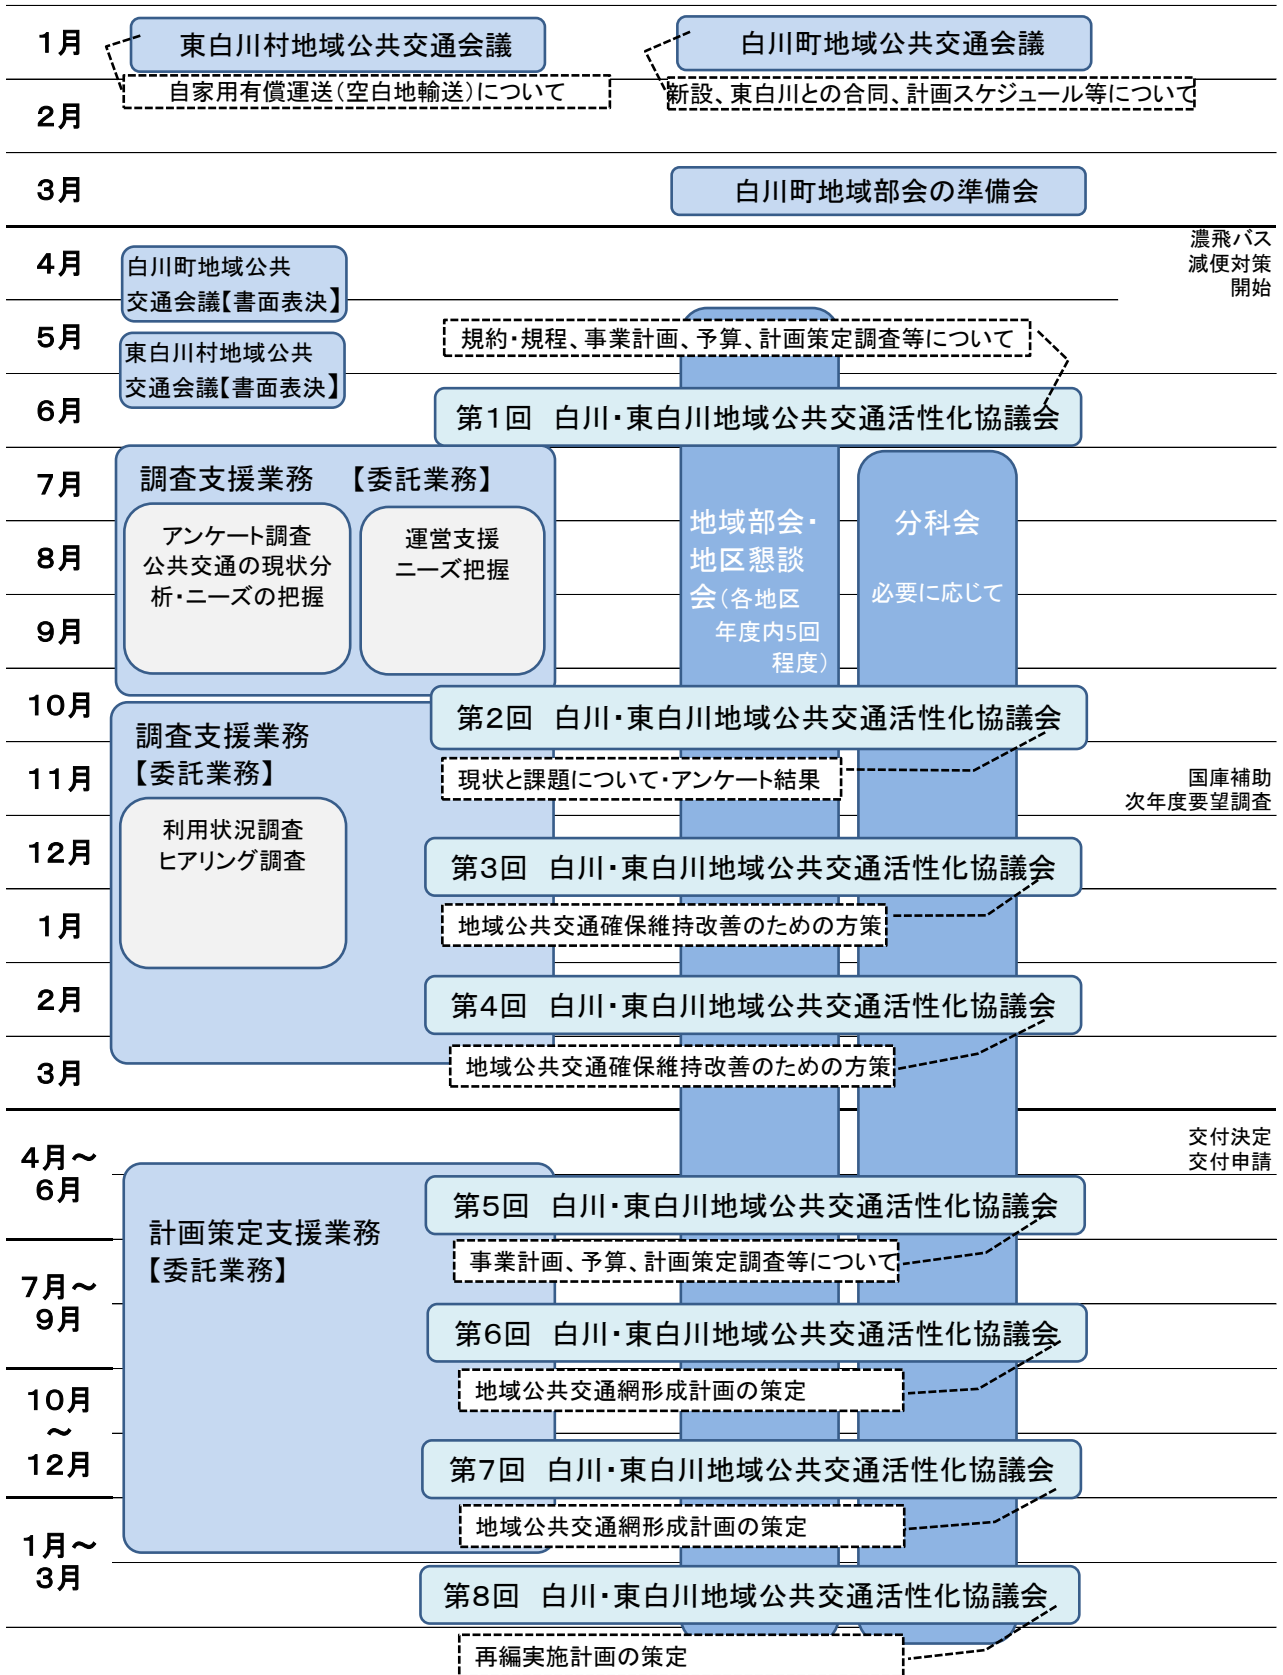 1月
東白川村地域公共交通会議
白川町地域公共交通会議
自家用有償運送(空白地輸送)について
新設、東白川との合同、計画スケジュール等について
2月
3月
白川町地域部会の準備会
4月
白川町地域公共
交通会議【書面表決】
濃飛バス
減便対策
開始
5月
東白川村地域公共
交通会議【書面表決】
規約・規程、事業計画、予算、計画策定調査等について
6月
第1回 白川・東白川地域公共交通活性化協議会
7月
調査支援業務 【委託業務】
アンケート調査
公共交通の現状分
析・ニーズの把握
運営支援
ニーズ把握
地域部会・
地区懇談
会(各地区
年度内5回
程度)
分科会
必要に応じて
8月
9月
10月
第2回 白川・東白川地域公共交通活性化協議会
調査支援業務
【委託業務】
11月
現状と課題について・アンケート結果
国庫補助
次年度要望調査
利用状況調査
ヒアリング調査
12月
第3回 白川・東白川地域公共交通活性化協議会
1月
地域公共交通確保維持改善のための方策
2月
第4回 白川・東白川地域公共交通活性化協議会
3月
地域公共交通確保維持改善のための方策
4月~
6月
交付決定
交付申請
第5回 白川・東白川地域公共交通活性化協議会
計画策定支援業務
【委託業務】
事業計画、予算、計画策定調査等について
7月~
9月
第6回 白川・東白川地域公共交通活性化協議会
地域公共交通網形成計画の策定
10月
~
12月
第7回 白川・東白川地域公共交通活性化協議会
地域公共交通網形成計画の策定
1月~
3月
第8回 白川・東白川地域公共交通活性化協議会
再編実施計画の策定